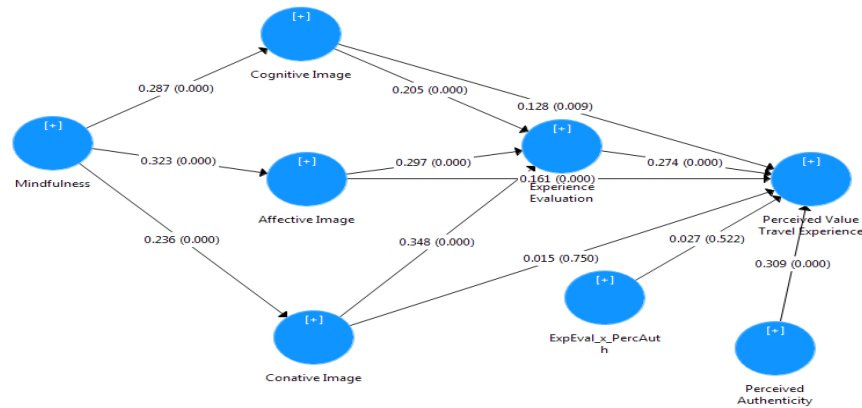 [+]
Cognitive Image
0.287 (0.000)
0.205 (0.000)
0.128 (0.009)
[+]
Mindfulness
[+]
Experience
Evaluation
0.323 (0.000)
[+]
Affective Image
0.297 (0.000)
0.274 (0.000)
0.161 (0.000)
[+]
Perceived Value
Travel Experience
0.236 (0.000)
0.348 (0.000)
0.015 (0.750)
0.027 (0.522)
0.309 (0.000)
[+]
Conative Image
[+]
ExpEval_x_PercAut
h
[+]
Perceived
Authenticity